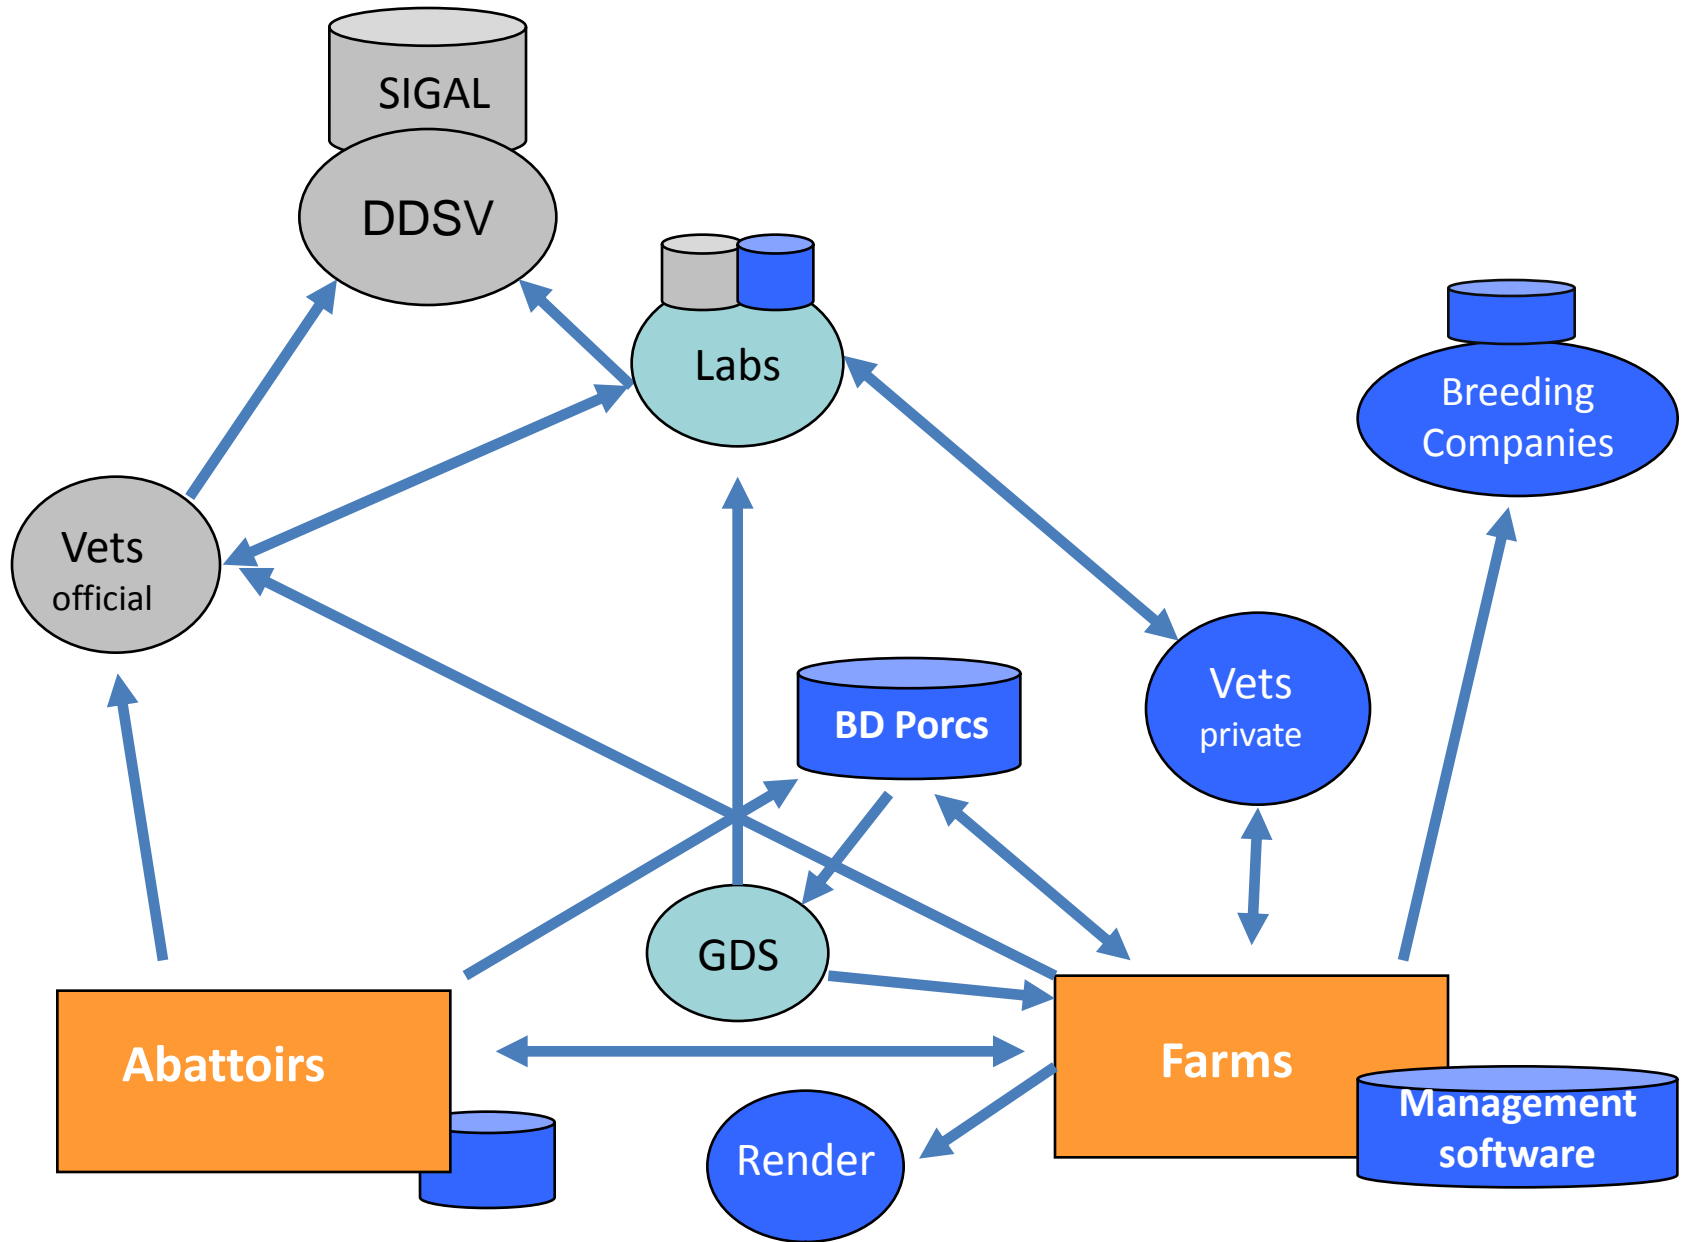 SIGAL
DDSV
Labs
Breeding
Companies
Vets
official
Vets
private
BD Porcs
GDS
Abattoirs
Farms
Management
software
Render